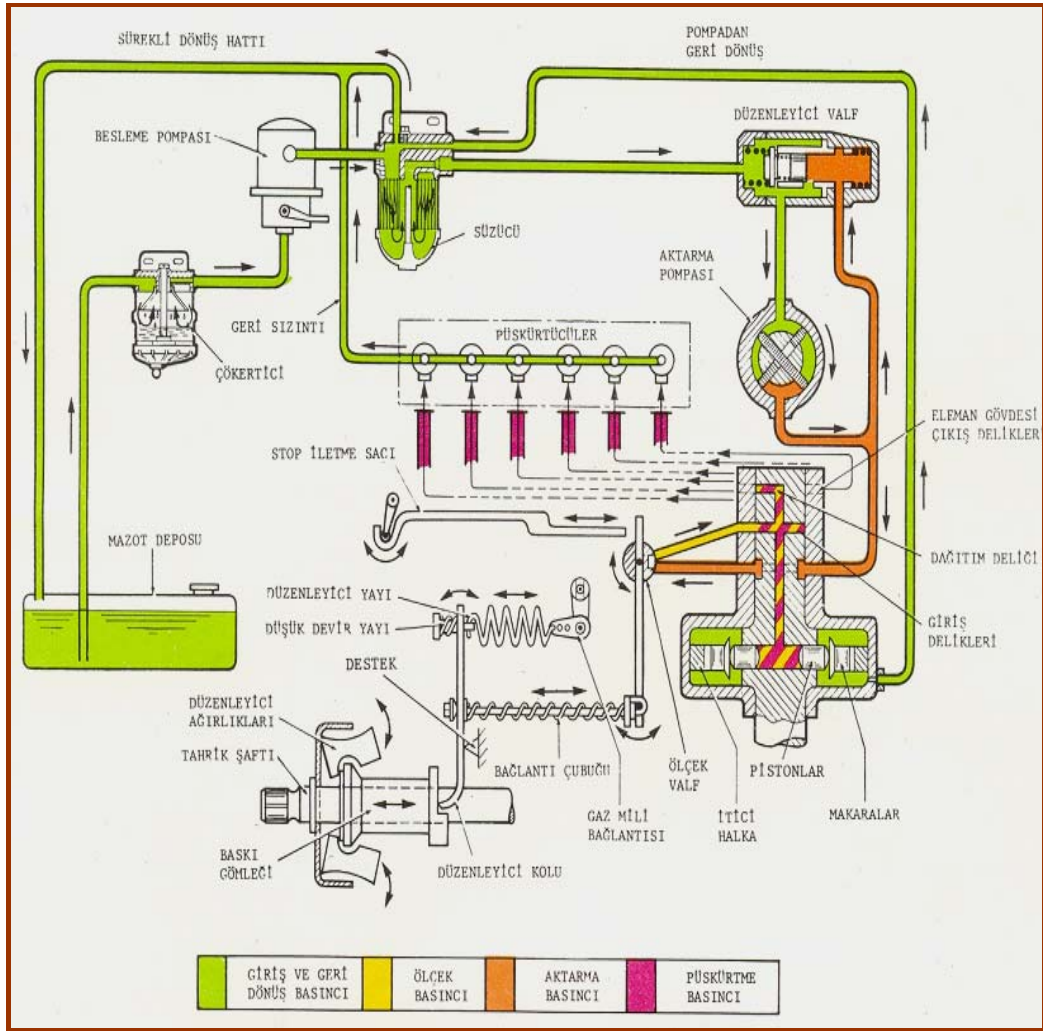 SÜREKLİ DÖNÜŞ HATTI
POMPADAN
GERİ DÖNÜŞ
BESLEME POMPASI
DÜZENLEYİCİ VALF
SÜZÜCÜ
AKTARMA
POMPASI
GERİ SIZINTI
PÜSKÜRTÜCÜLER
ÇÖKERTİCİ
ELEMAN GÖVDESİ
ÇIKIŞ DELİKLERİ
STOP İLETME SACI
MAZOT DEPOSU
DAĞITIM DELİĞİ
DÜZENLEYİCİ YAYI
DÜŞÜK DEVİR YAYI
GİRİŞ
DELİKLERİ
DESTEK
DÜZENLEYİCİ
AĞIRLIKLARI
TAHRİK ŞAFTI
BAĞLANTI ÇUBUĞU
ÖLÇEK
VALF
PİSTONLAR
GAZ MİLİ
BAĞLANTISI
İTİCİ
HALKA
MAKARALAR
BASKI
GÖMLEĞİ
DÜZENLEYİCİ KOLU
GİRİŞ VE GERİ
DÖNÜŞ BASINCI
ÖLÇEK
BASINCI
AKTARMA
BASINCI
PÜSKÜRTME
BASINCI